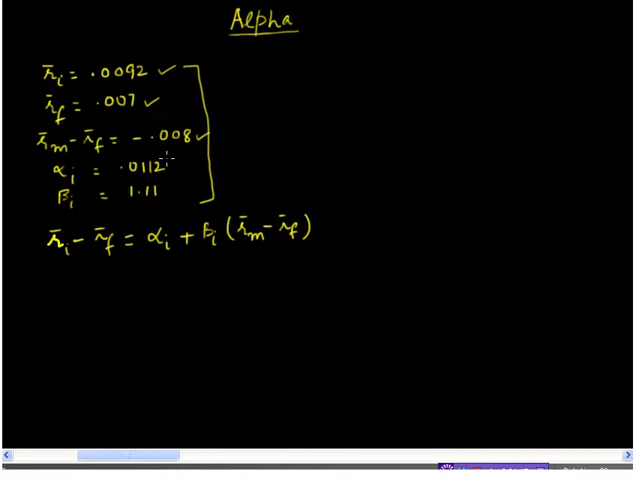 Alpha
r̄i = .0092 ✓
r̄f = .007 ✓
r̄m - r̄f = - .008 ✓
αi = .0112
βi = 1.11
r̄i - r̄f = αi + βi (r̄m - r̄f)